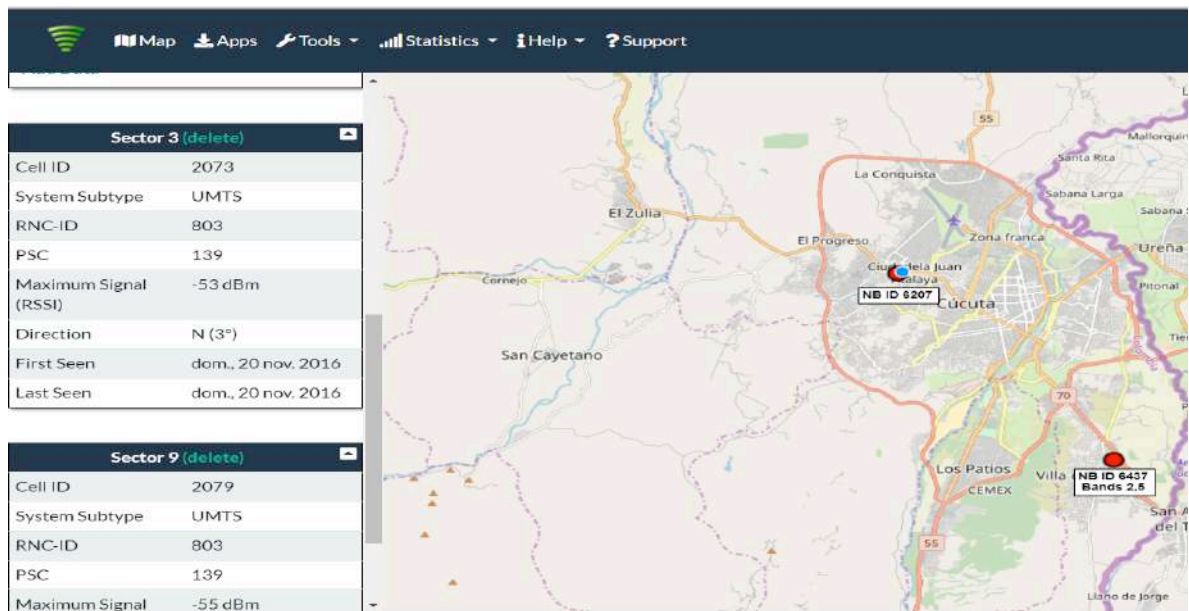 Map Apps Tools Statistics Help Support
Sector 3 (delete)
Cell ID 2073
System Subtype UMTS
RNC-ID 803
PSC 139
Maximum Signal -53 dBm
(RSSI)
Direction N (3°)
First Seen dom., 20 nov. 2016
Last Seen dom., 20 nov. 2016
Sector 9 (delete)
Cell ID 2079
System Subtype UMTS
RNC-ID 803
PSC 139
Maximum Signal -55 dBm
55
Mallorquin
Santa Rita
La Conquista
Sabana Larga
El Zulia
Sabana
El Progreso
Zona franca
Ureña
Juan
Cornejo
Pitonal
NB ID 6207
Cúcuta
San Cayetano
70
Los Patios
Villa
NB ID 6437
Bands 2,5
CEMEX
San A
del T
55
Llano de Jorge